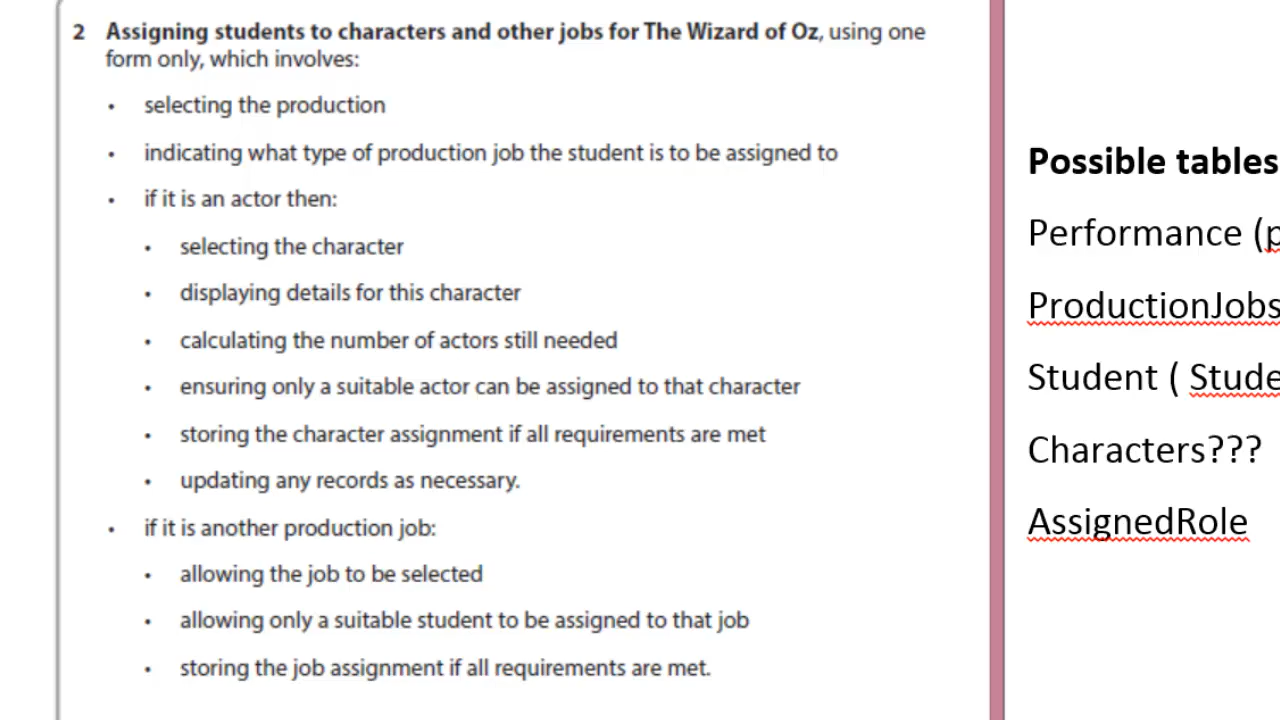 2 Assigning students to characters and other jobs for The Wizard of Oz, using one
form only, which involves:
• selecting the production
• indicating what type of production job the student is to be assigned to
• if it is an actor then:
• selecting the character
• displaying details for this character
• calculating the number of actors still needed
• ensuring only a suitable actor can be assigned to that character
• storing the character assignment if all requirements are met
• updating any records as necessary.
• if it is another production job:
• allowing the job to be selected
• allowing only a suitable student to be assigned to that job
• storing the job assignment if all requirements are met.
Possible tables
Performance (p
ProductionJobs
Student ( Stude
Characters???
AssignedRole